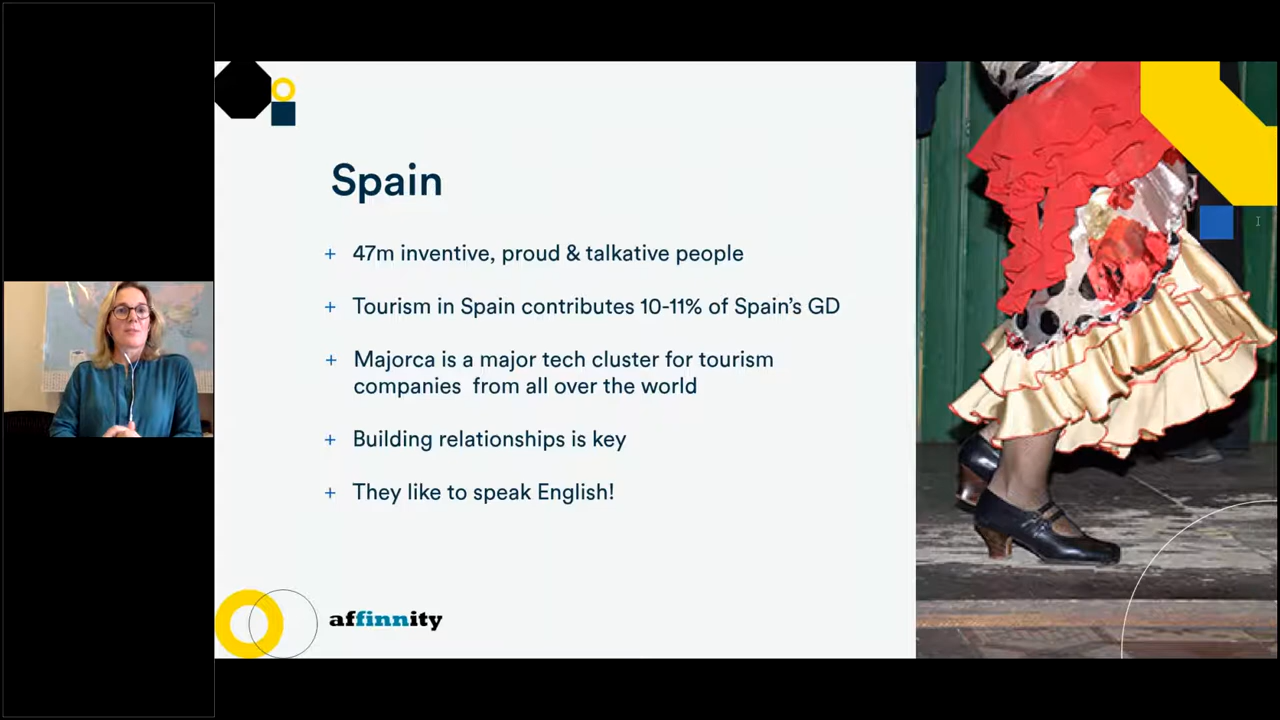 Spain
+ 47m inventive, proud & talkative people
+ Tourism in Spain contributes 10-11% of Spain's GD
+ Majorca is a major tech cluster for tourism
companies from all over the world
+ Building relationships is key
+ They like to speak English!
affinnity